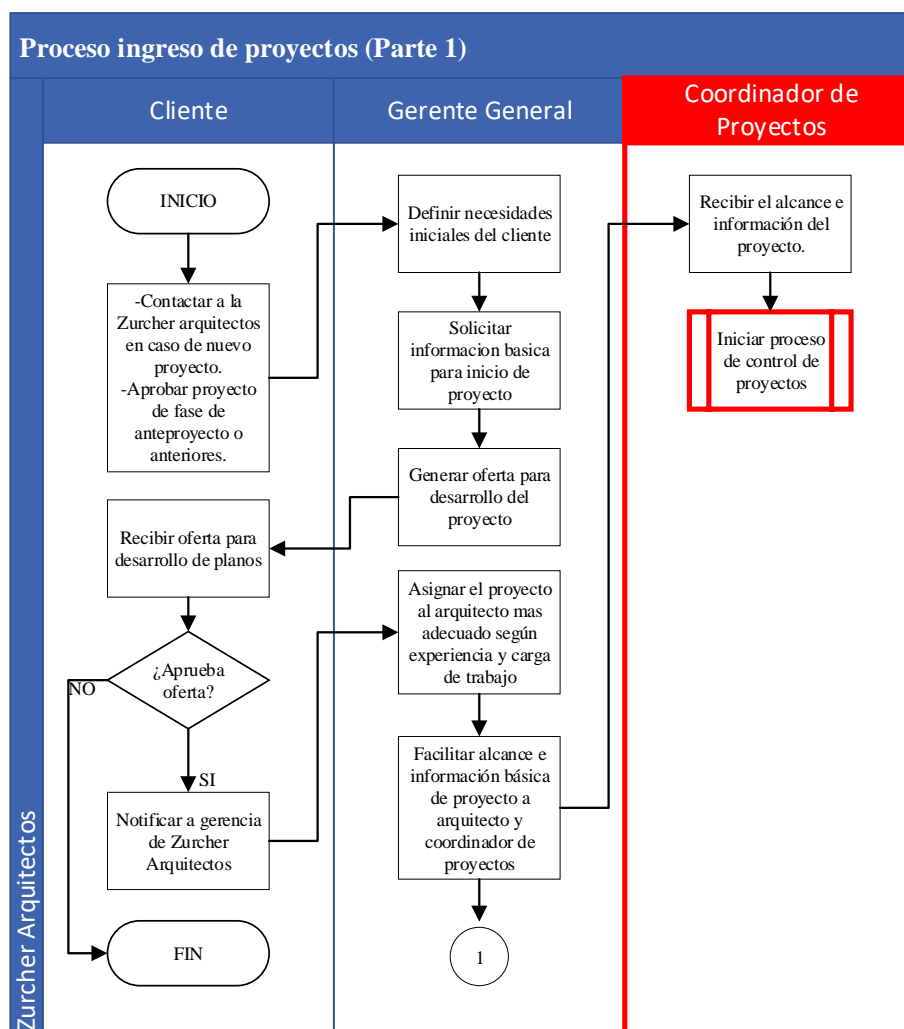 Proceso ingreso de proyectos (Parte 1)
Cliente
Gerente General
Coordinador de
Proyectos
INICIO
-Contactar a la
Zurcher arquitectos
en caso de nuevo
proyecto.
-Aprobar proyecto
de fase de
anteproyecto o
anteriores.
Definir necesidades
iniciales del cliente
Solicitar
informacion basica
para inicio de
proyecto
Generar oferta para
desarrollo del
proyecto
Recibir oferta para
desarrollo de planos
¿Aprueba
oferta?
NO
SI
Notificar a gerencia
de Zurcher
Arquitectos
FIN
Asignar el proyecto
al arquitecto mas
adecuado según
experiencia y carga
de trabajo
Facilitar alcance e
información básica
de proyecto a
arquitecto y
coordinador de
proyectos
1
Recibir el alcance e
información del
proyecto.
Iniciar proceso
de control de
proyectos
Zurcher Arquitectos